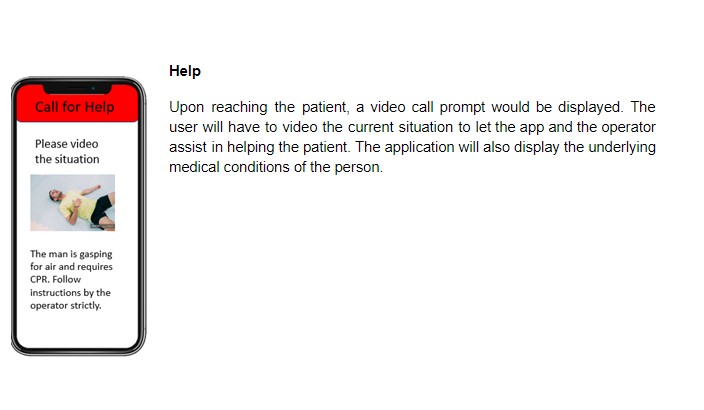 Help
Upon reaching the patient, a video call prompt would be displayed. The
user will have to video the current situation to let the app and the operator
assist in helping the patient. The application will also display the underlying
medical conditions of the person.
Call for Help
Please video
the situation
The man is gasping
for air and requires
CPR. Follow
instructions by the
operator strictly.